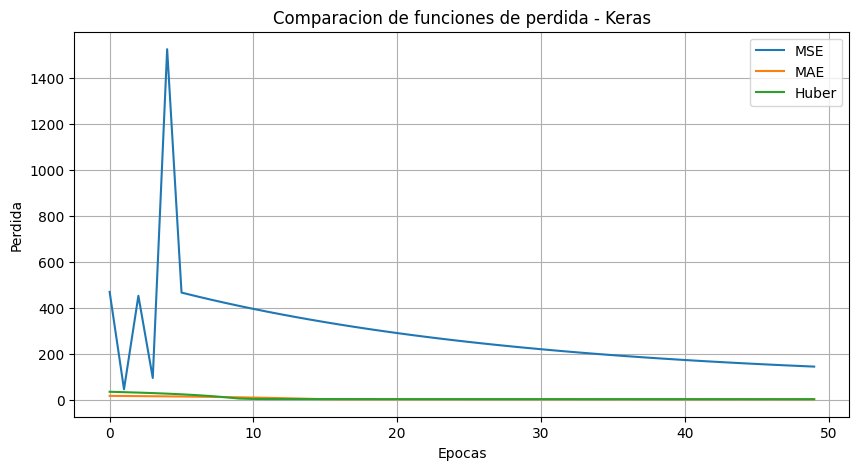 Comparacion de funciones de perdida - Keras
MSE
MAE
Huber
Perdida
1400
1200
1000
800
600
400
200
0
0 10 20 30 40 50
Epocas